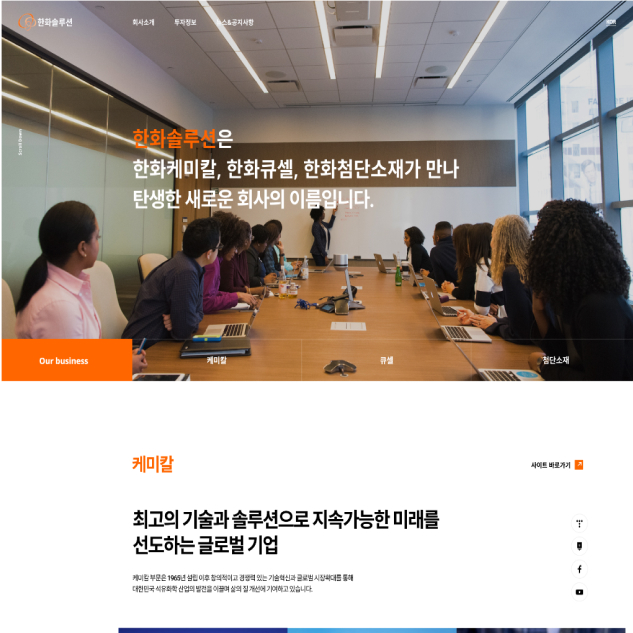 한화솔루션
회사소개 투자정보 뉴스&공지사항
KOR
Scroll Down
한화솔루션은
한화케미칼, 한화큐셀, 한화첨단소재가 만나
탄생한 새로운 회사의 이름입니다.
Our business 케미칼 큐셀 첨단소재
케미칼
사이트 바로가기
최고의 기술과 솔루션으로 지속가능한 미래를
선도하는 글로벌 기업
케미칼 부문은 1965년 설립 이후 창의적이고 경쟁력 있는 기술혁신과 글로벌 시장확대를 통해
대한민국 석유화학 산업의 발전을 이끌며 삶의 질 개선에 기여하고 있습니다.